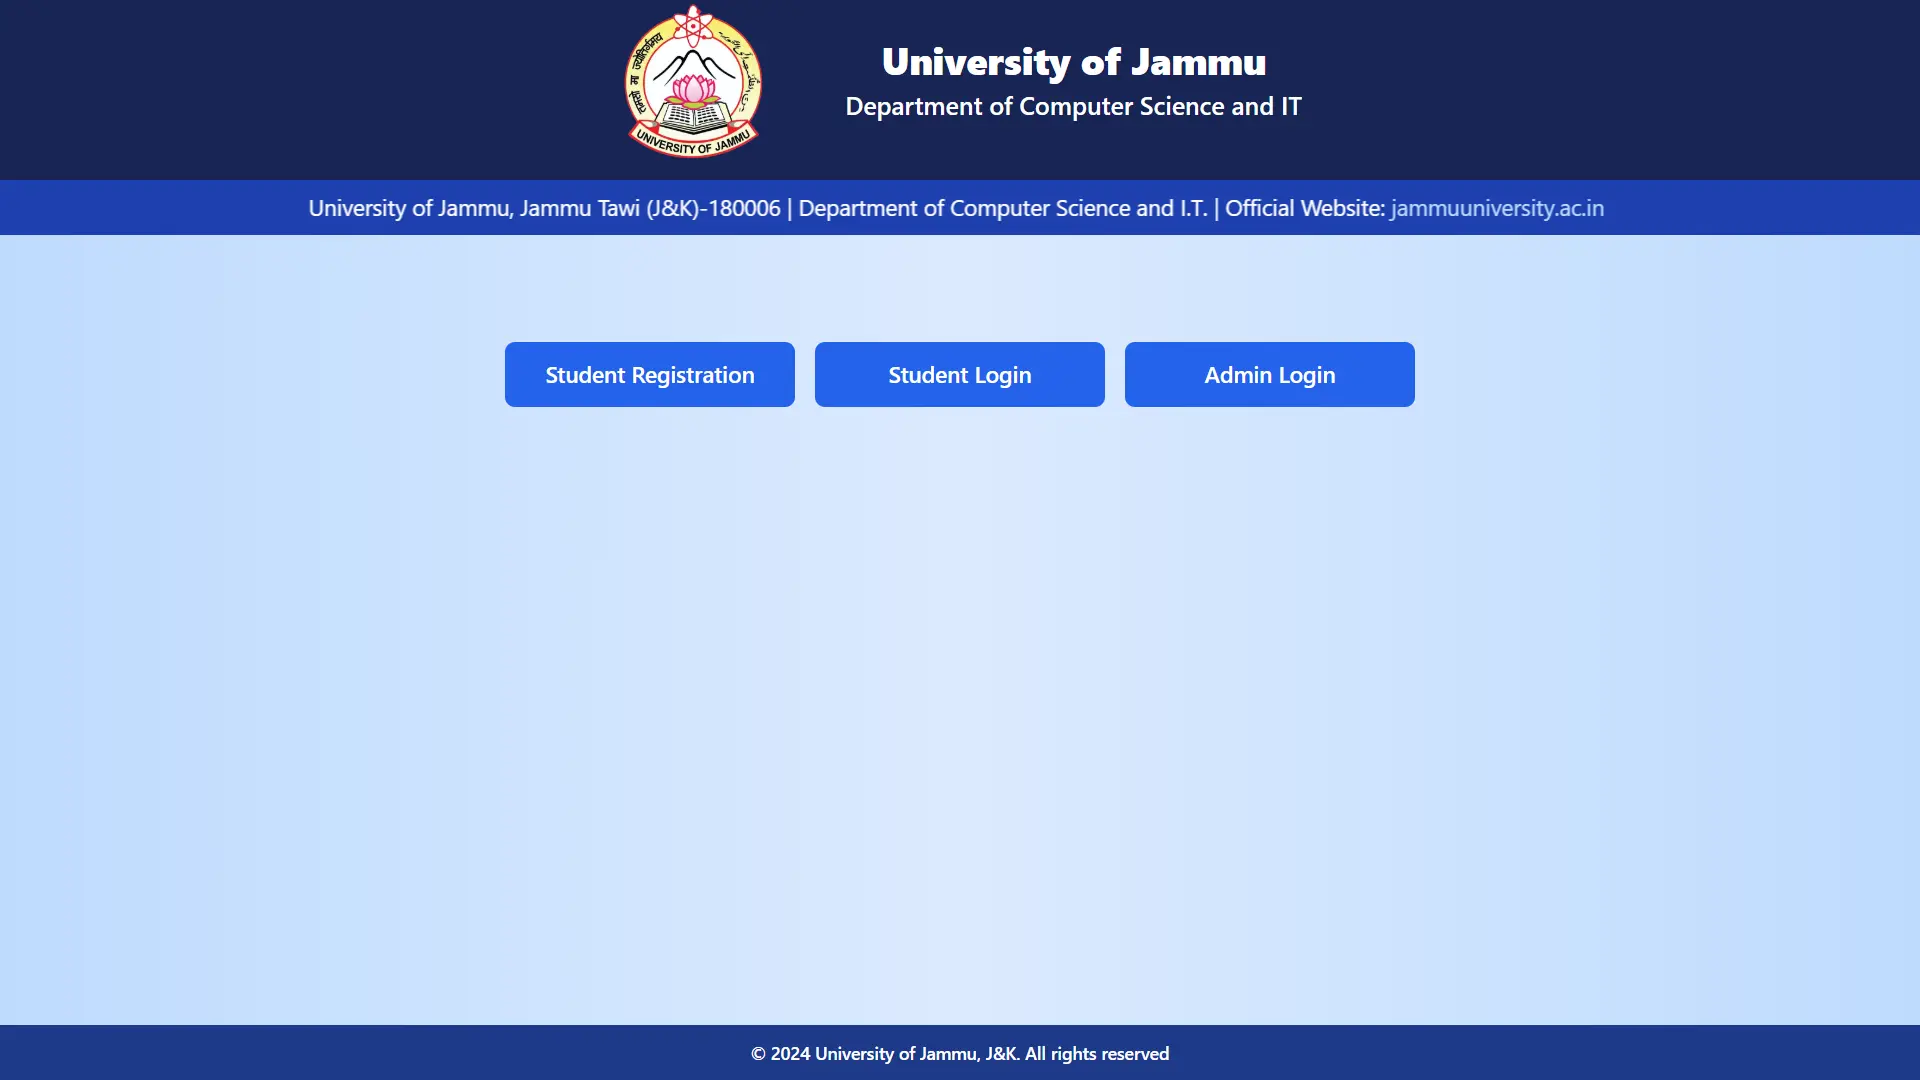 तमसो मा ज्योतिर्गमय
UNIVERSITY OF JAMMU
University of Jammu
Department of Computer Science and IT
University of Jammu, Jammu Tawi (J&K)-180006 | Department of Computer Science and I.T. | Official Website: jammuuniversity.ac.in
Student Registration
Student Login
Admin Login
© 2024 University of Jammu, J&K. All rights reserved